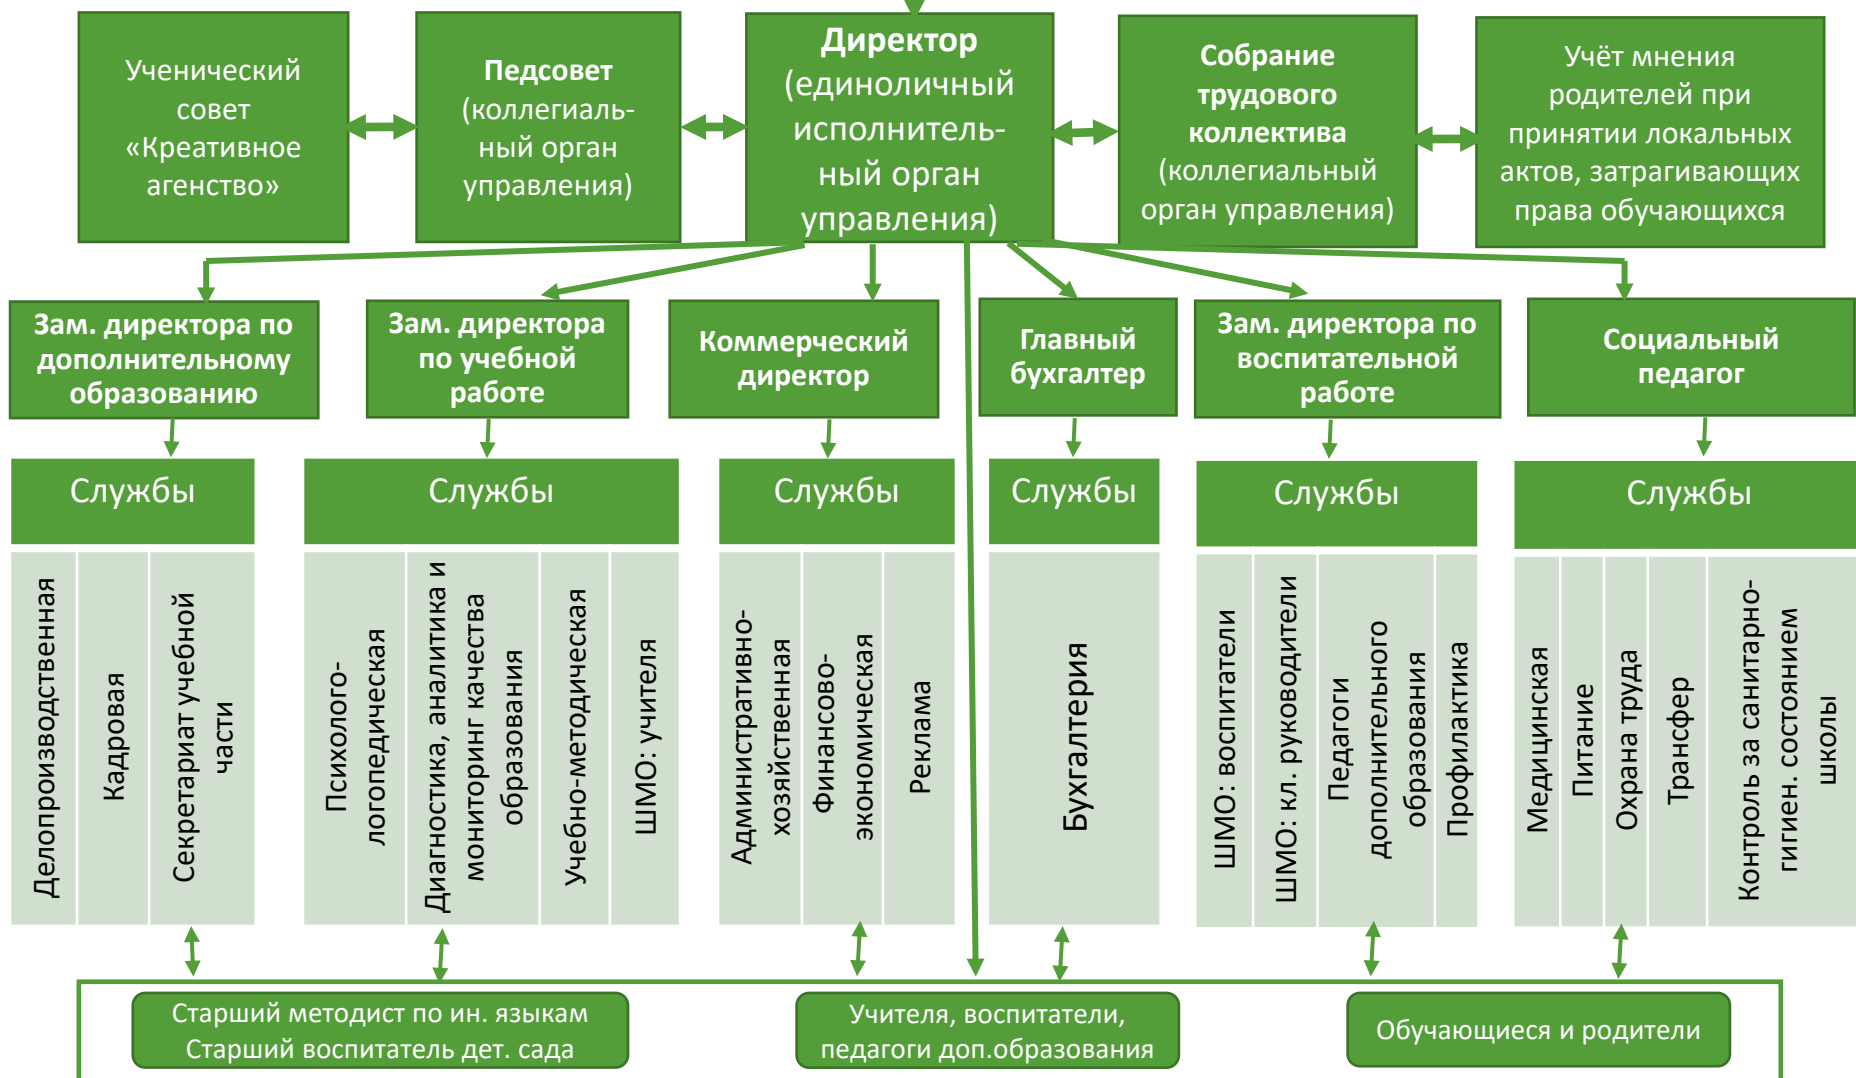 Ученический
совет
«Креативное
агенство»
Педсовет
(коллегиаль-
ный орган
управления)
Директор
(единоличный
исполнитель-
ный орган
управления)
Собрание
трудового
коллектива
(коллегиальный
орган управления)
Учёт мнения
родителей при
принятии локальных
актов, затрагивающих
права обучающихся
Зам. директора по
дополнительному
образованию
Зам. директора
по учебной
работе
Коммерческий
директор
Главный
бухгалтер
Зам. директора по
воспитательной
работе
Социальный
педагог
Службы
Службы
Службы
Службы
Службы
Службы
Делопроизводственная
Кадровая
Секретариат учебной
части
Психолого-
логопедическая
Диагностика, аналитика и
мониторинг качества
образования
Учебно-методическая
ШМО: учителя
Административно-
хозяйственная
Финансово-
экономическая
Реклама
Бухгалтерия
ШМО: воспитатели
ШМО: кл. руководители
Педагоги
дополнительного
образования
Профилактика
Медицинская
Питание
Охрана труда
Трансфер
Контроль за санитарно-
гигиен. состоянием
школы
Старший методист по ин. языкам
Старший воспитатель дет. сада
Учителя, воспитатели,
педагоги доп.образования
Обучающиеся и родители